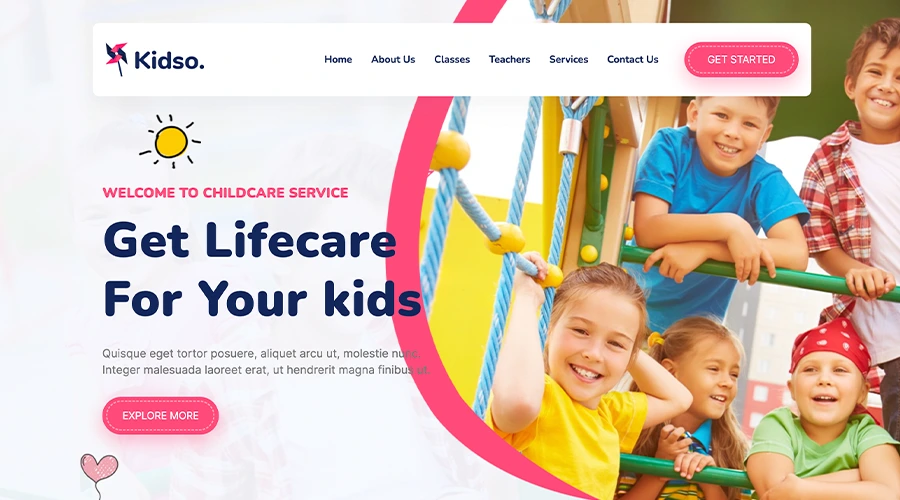 Kidso.
Home About Us Classes Teachers Services Contact Us GET STARTED
WELCOME TO CHILDCARE SERVICE
Get Lifecare
For Your kids
Quisque eget tortor posuere, aliquet arcu ut, molestie nunc.
Integer malesuada laoreet erat, ut hendrerit magna finibus ut.
EXPLORE MORE